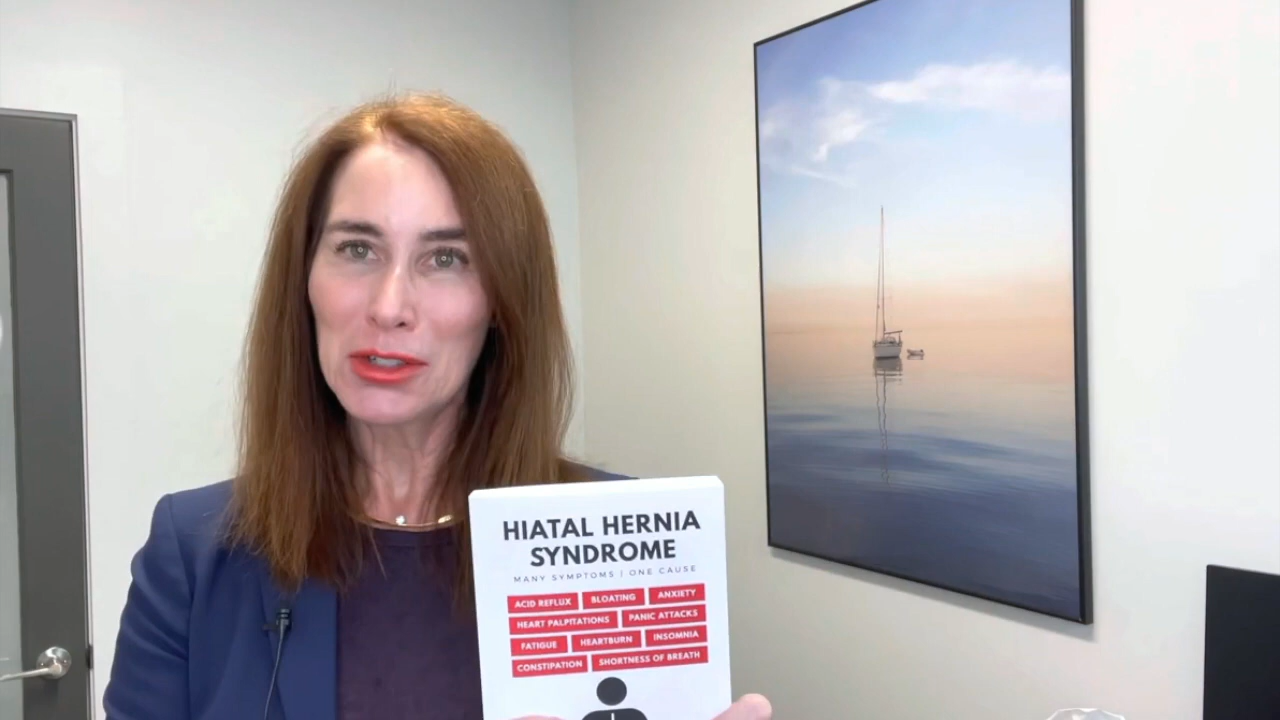 HIATAL HERNIA
SYNDROME
MANY SYMPTOMS | ONE CAUSE
ACID REFLUX BLOATING ANXIETY
HEART PALPITATIONS PANIC ATTACKS
FATIGUE HEARTBURN INSOMNIA
CONSTIPATION SHORTNESS OF BREATH